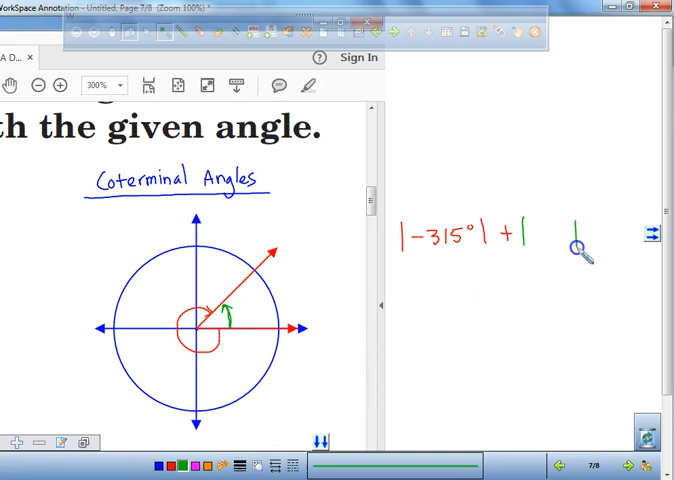 WorkSpace Annotation - Untitled, Page 7/8 (Zoom 100%) *
A D...
Sign In
300%
th the given angle.
Coterminal Angles
|-315°| + | |
7/8